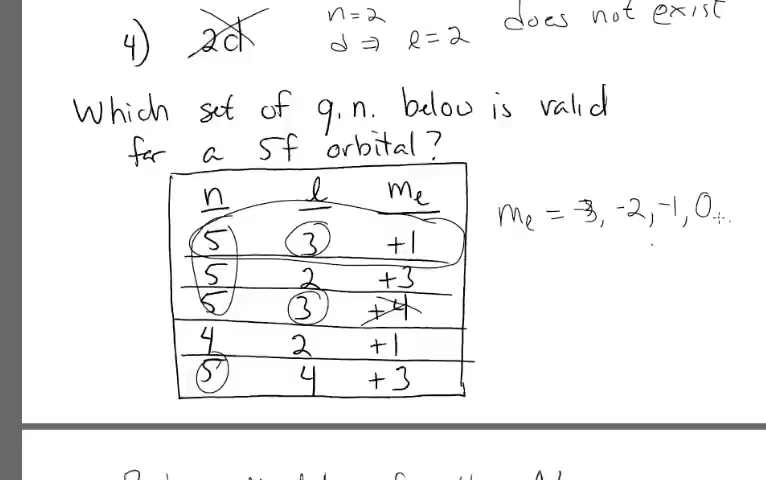 4) 2d n=2 does not exist
d ⇒ l=2
Which set of q.n. below is valid
for a 5f orbital?
n l ml
5 3 +1
ml = -3, -2, -1, 0,
5 2 +3
5 3 +4
4 2 +1
5 4 +3